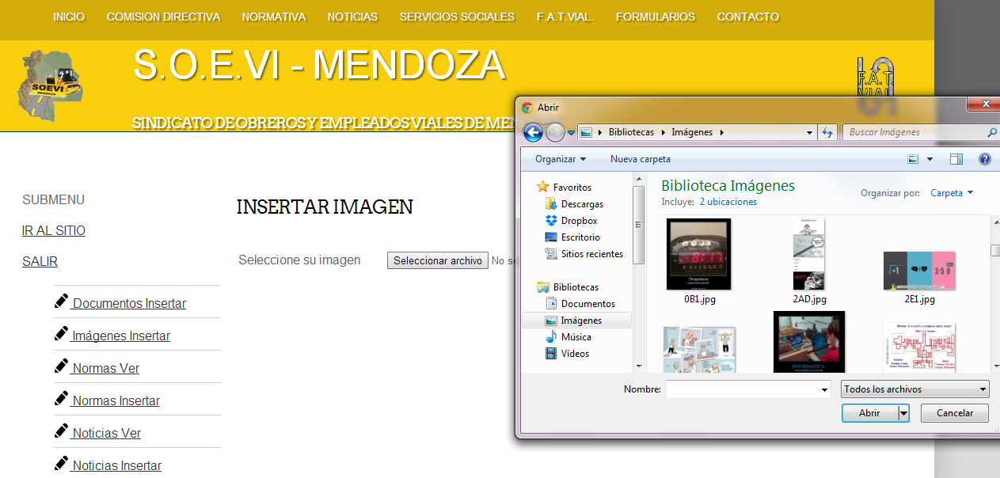 INICIO COMISION DIRECTIVA NORMATIVA NOTICIAS SERVICIOS SOCIALES F.A.T.VIAL. FORMULARIOS CONTACTO
SOEVI
MENDOZA
S.O.E.VI - MENDOZA
F.A.T.
VIAL
SINDICATO DE OBREROS Y EMPLEADOS VIALES DE MEN
SUBMENU
IR AL SITIO
SALIR
Documentos Insertar
Imágenes Insertar
Normas Ver
Normas Insertar
Noticias Ver
Noticias Insertar
INSERTAR IMAGEN
Seleccione su imagen Seleccionar archivo No se
Abrir
Bibliotecas Imágenes
Buscar Imágenes
Organizar Nueva carpeta
Favoritos
Descargas
Dropbox
Escritorio
Sitios recientes
Bibliotecas
Documentos
Imágenes
Música
Vídeos
Biblioteca Imágenes
Incluye: 2 ubicaciones
Organizar por: Carpeta
8:17
0B1.jpg 2AD.jpg 2E1.jpg
INFORMATICA
Nombre:
Todos los archivos
Abrir Cancelar